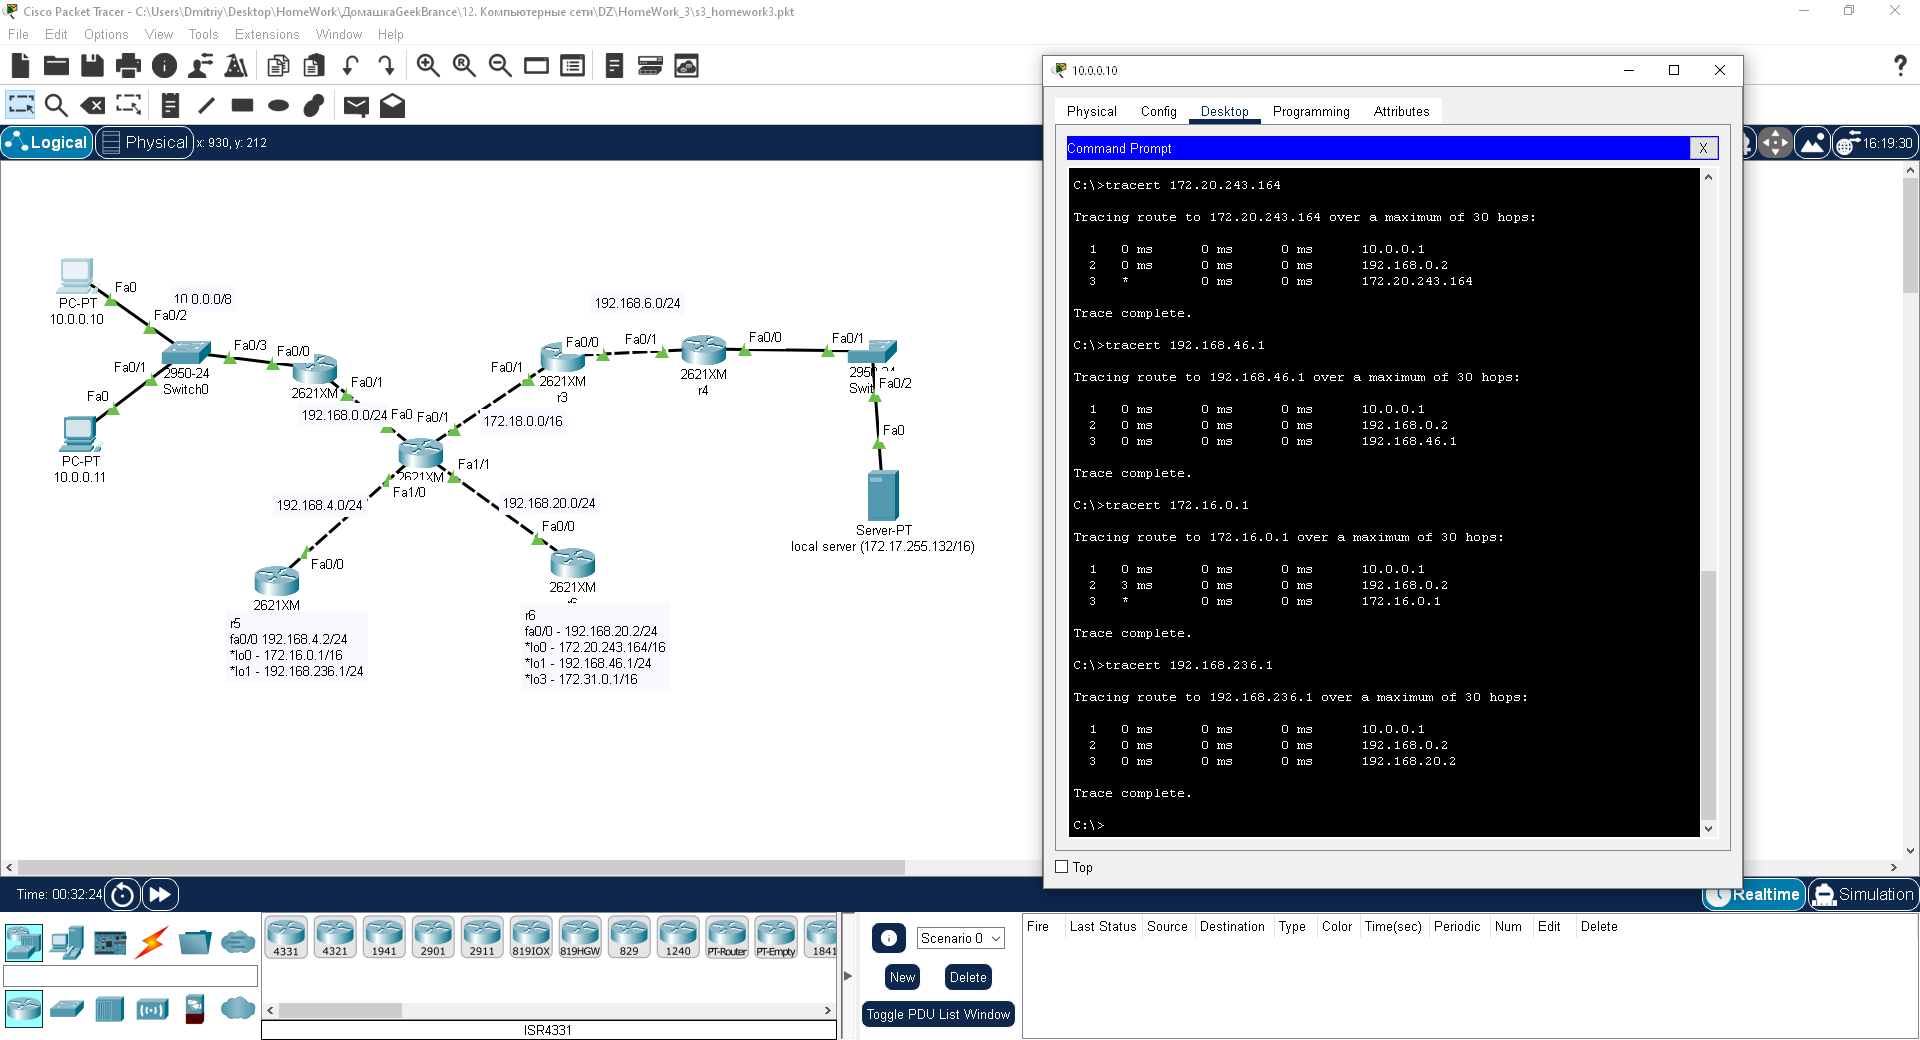 Cisco Packet Tracer - C:\Users\Dmitriy\Desktop\HomeWork\ДомашкаGeekBrance\12. Компьютерные сети\DZ\HomeWork_3\s3_homework3.pkt
File Edit Options View Tools Extensions Window Help
?
Logical
Physical
x: 930, y: 212
16:19:30
Fa0
PC-PT
10.0.0.10
10.0.0.0/8
Fa0/2
Fa0/3
Fa0/0
Fa0/1
2950-24
Switch0
Fa0
PC-PT
10.0.0.11
2621XM
Fa0/1
192.168.0.0/24
Fa0
Fa0/1
2621XM
Fa1/1
Fa1/0
172.18.0.0/16
Fa0/1
Fa0/0
2621XM
r3
192.168.6.0/24
Fa0/1
Fa0/0
2621XM
r4
Fa0/1
Fa0/2
Fa0
Server-PT
local server (172.17.255.132/16)
192.168.4.0/24
Fa0/0
2621XM
r5
fa0/0 192.168.4.2/24
*lo0 - 172.16.0.1/16
*lo1 - 192.168.236.1/24
192.168.20.0/24
Fa0/0
2621XM
r6
r6
fa0/0 - 192.168.20.2/24
*lo0 - 172.20.243.164/16
*lo1 - 192.168.46.1/24
*lo3 - 172.31.0.1/16
10.0.0.10
Physical Config Desktop Programming Attributes
Command Prompt
X
C:\>tracert 172.20.243.164
Tracing route to 172.20.243.164 over a maximum of 30 hops:
1 0 ms 0 ms 0 ms 10.0.0.1
2 0 ms 0 ms 0 ms 192.168.0.2
3 * 0 ms 0 ms 172.20.243.164
Trace complete.
C:\>tracert 192.168.46.1
Tracing route to 192.168.46.1 over a maximum of 30 hops:
1 0 ms 0 ms 0 ms 10.0.0.1
2 0 ms 0 ms 0 ms 192.168.0.2
3 0 ms 0 ms 0 ms 192.168.46.1
Trace complete.
C:\>tracert 172.16.0.1
Tracing route to 172.16.0.1 over a maximum of 30 hops:
1 0 ms 0 ms 0 ms 10.0.0.1
2 3 ms 0 ms 0 ms 192.168.0.2
3 * 0 ms 0 ms 172.16.0.1
Trace complete.
C:\>tracert 192.168.236.1
Tracing route to 192.168.236.1 over a maximum of 30 hops:
1 0 ms 0 ms 0 ms 10.0.0.1
2 0 ms 0 ms 0 ms 192.168.0.2
3 0 ms 0 ms 0 ms 192.168.20.2
Trace complete.
C:\>
Top
Time: 00:32:24
Realtime
Simulation
4331 4321 1941 2901 2911 819IOX 819HGW 829 1240 PT-Router PT-Empty 1841
ISR4331
Scenario 0
New
Delete
Toggle PDU List Window
Fire Last Status Source Destination Type Color Time(sec) Periodic Num Edit Delete